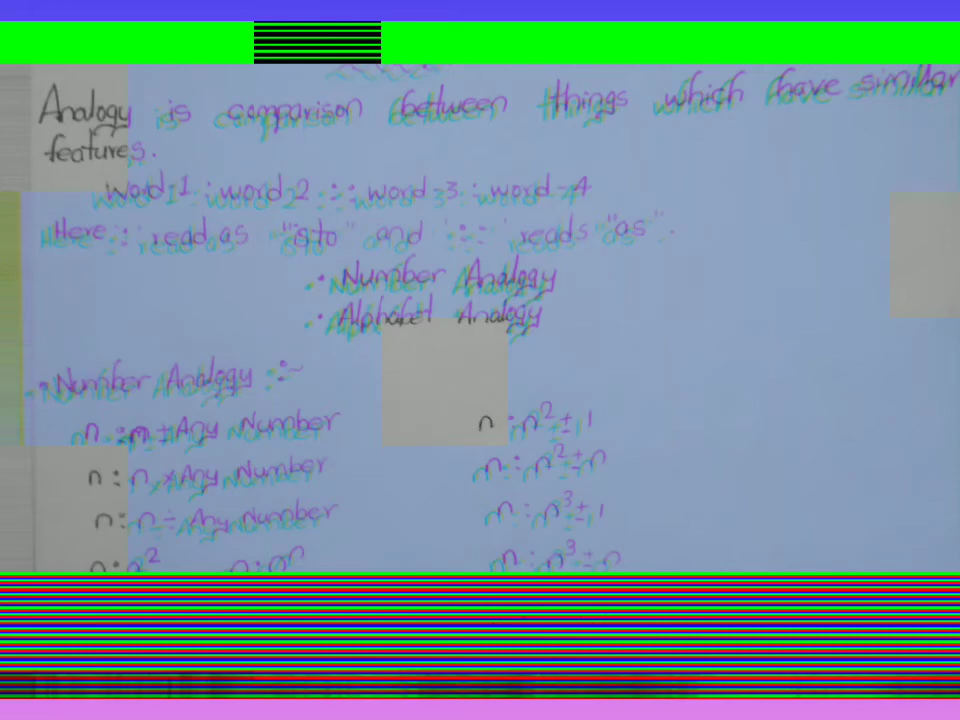 Analogy is comparison between things which have similar
features.
Word-1 : word-2 :: word-3 : word-4
Here : read as "is to" and '::' reads "as".
• Number Analogy
• Alphabet Analogy
• Number Analogy :-
n : n ± Any Number
n : n² ± 1
n : n × Any Number
n : n² ± n
n : n ÷ Any Number
n : n³ ± 1
n : n²
n : nⁿ
n : n³ ± n